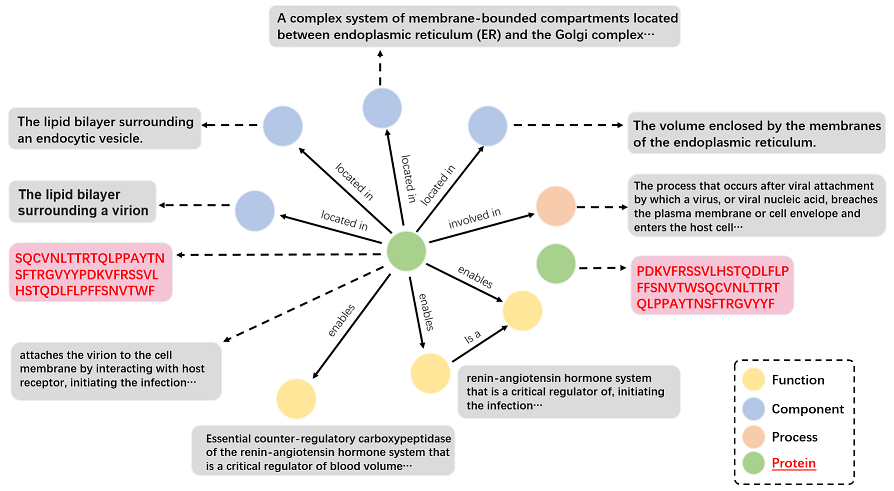 A complex system of membrane-bounded compartments located
between endoplasmic reticulum (ER) and the Golgi complex…
The lipid bilayer surrounding
an endocytic vesicle.
The volume enclosed by the membranes
of the endoplasmic reticulum.
located in
located in
located in
The lipid bilayer
surrounding a virion
located in
involved in
The process that occurs after viral attachment
by which a virus, or viral nucleic acid, breaches
the plasma membrane or cell envelope and
enters the host cell…
SQCVNLTTRTQLPPAYTN
SFTRGVYYPDKVFRSSVL
HSTQDLFLPFFSNVTWF
PDKVFRSSVLHSTQDLFLP
FFSNVTWSQCVNLTTRT
QLPPAYTNSFTRGVYYF
enables
enables
enables
Is a
attaches the virion to the cell
membrane by interacting with host
receptor, initiating the infection…
renin-angiotensin hormone system
that is a critical regulator of, initiating
the infection…
Essential counter-regulatory carboxypeptidase
of the renin-angiotensin hormone system that
is a critical regulator of blood volume…
Function
Component
Process
Protein